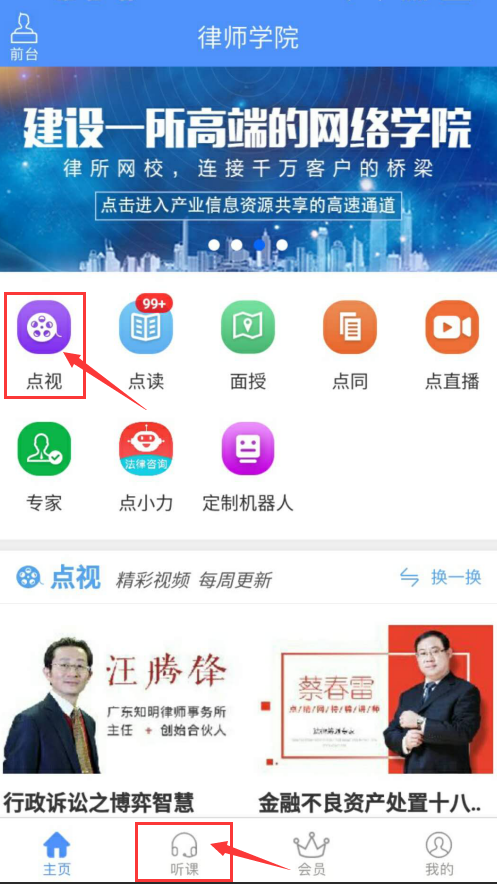 前台
律师学院
建设一所高端的网络学院
律所网校，连接千万客户的桥梁
点击进入产业信息资源共享的高速通道
99+
点视 点读 面授 点同 点直播
法律咨询
专家 点小力 定制机器人
点视 精彩视频 每周更新 换一换
汪腾锋
广东知明律师事务所
主任 + 创始合伙人
蔡春雷
行政诉讼之博弈智慧
金融不良资产处置十八..
主页 听课 会员 我的